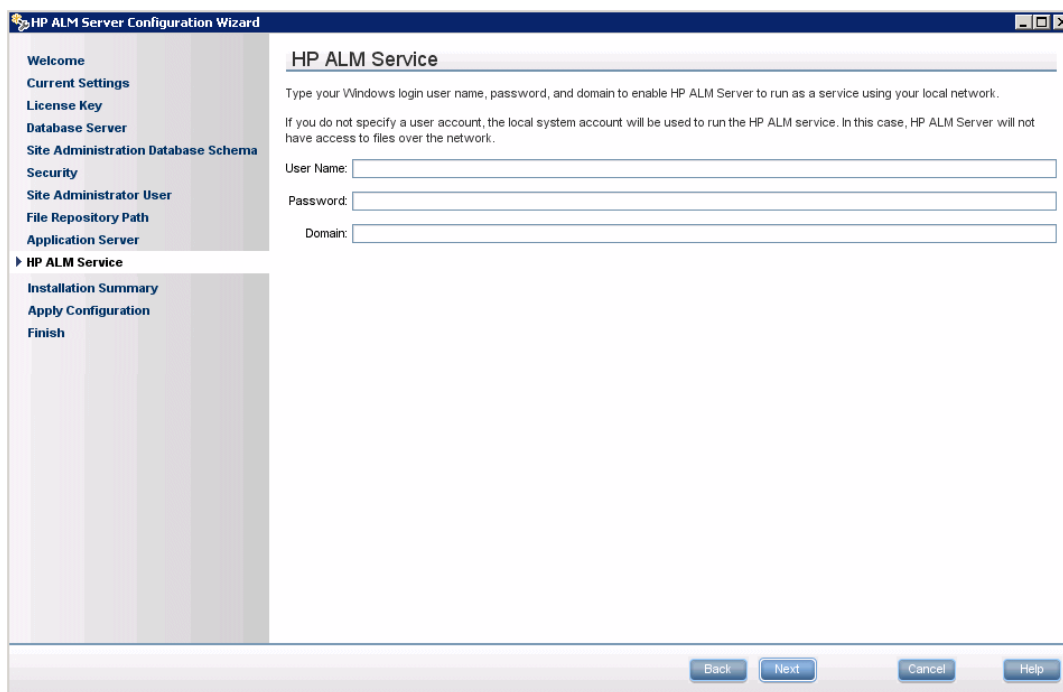 HP ALM Server Configuration Wizard
Welcome
Current Settings
License Key
Database Server
Site Administration Database Schema
Security
Site Administrator User
File Repository Path
Application Server
HP ALM Service
Installation Summary
Apply Configuration
Finish
HP ALM Service
Type your Windows login user name, password, and domain to enable HP ALM Server to run as a service using your local network.
If you do not specify a user account, the local system account will be used to run the HP ALM service. In this case, HP ALM Server will not
have access to files over the network.
User Name:
Password:
Domain:
Back
Next
Cancel
Help